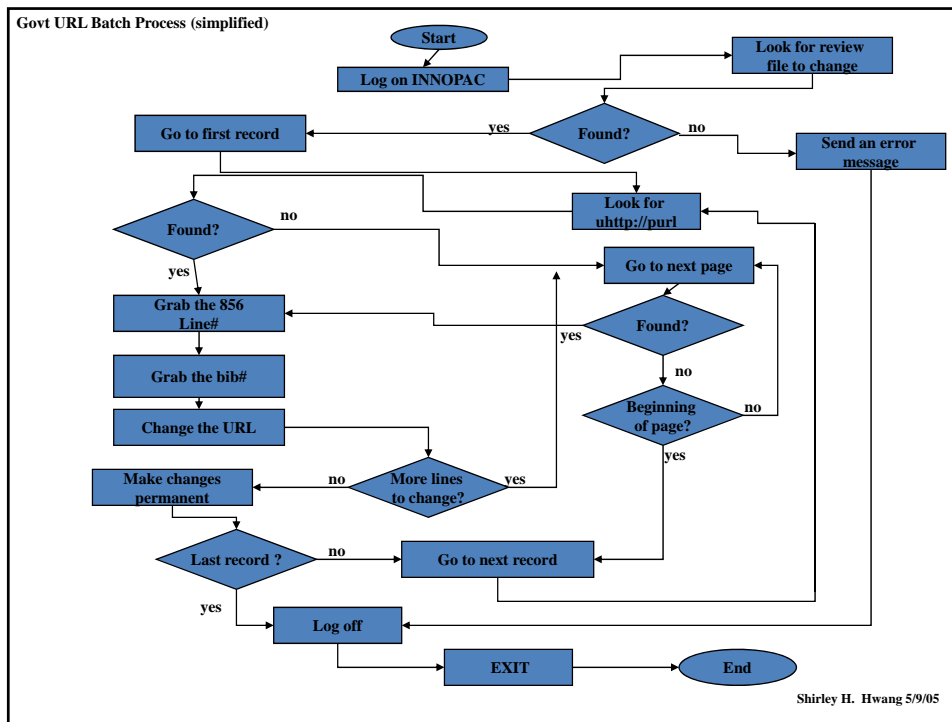 Govt URL Batch Process (simplified)
Start
Log on INNOPAC
Look for review
file to change
Found?
yes
no
Go to first record
Send an error
message
Look for
uhttp://purl
Found?
no
yes
Go to next page
Grab the 856
Line#
Found?
yes
no
Grab the bib#
Beginning
of page?
no
yes
Change the URL
More lines
to change?
no
yes
Make changes
permanent
Last record ?
no
yes
Go to next record
Log off
EXIT
End
Shirley H. Hwang 5/9/05